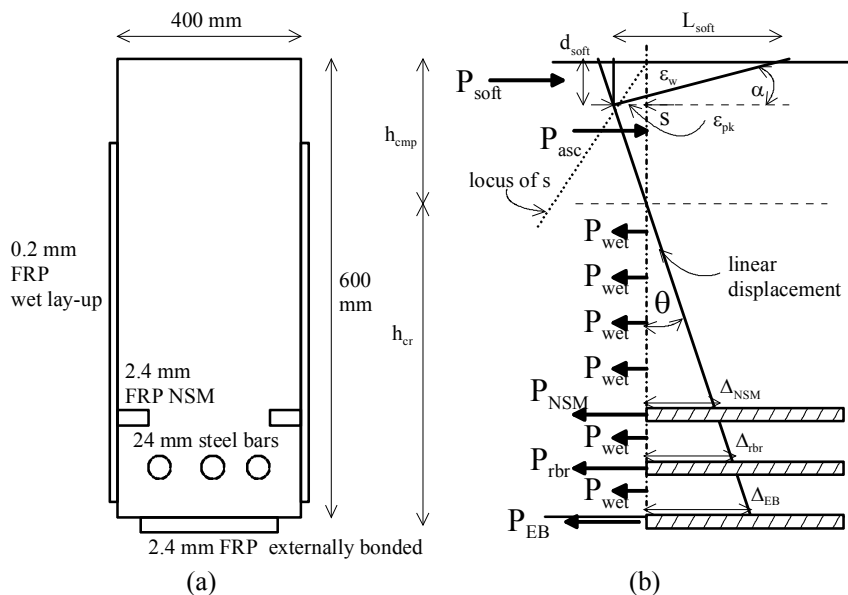 400 mm
h_cmp
h_cr
600
mm
0.2 mm
FRP
wet lay-up
2.4 mm
FRP NSM
24 mm steel bars
2.4 mm FRP externally bonded
(a)
L_soft
d_soft
P_soft
ε_w
α
s
ε_pk
P_asc
locus of s
P_wet
P_wet
P_wet
P_wet
linear
displacement
θ
P_NSM
Δ_NSM
P_wet
P_rbr
Δ_rbr
P_wet
P_EB
Δ_EB
(b)